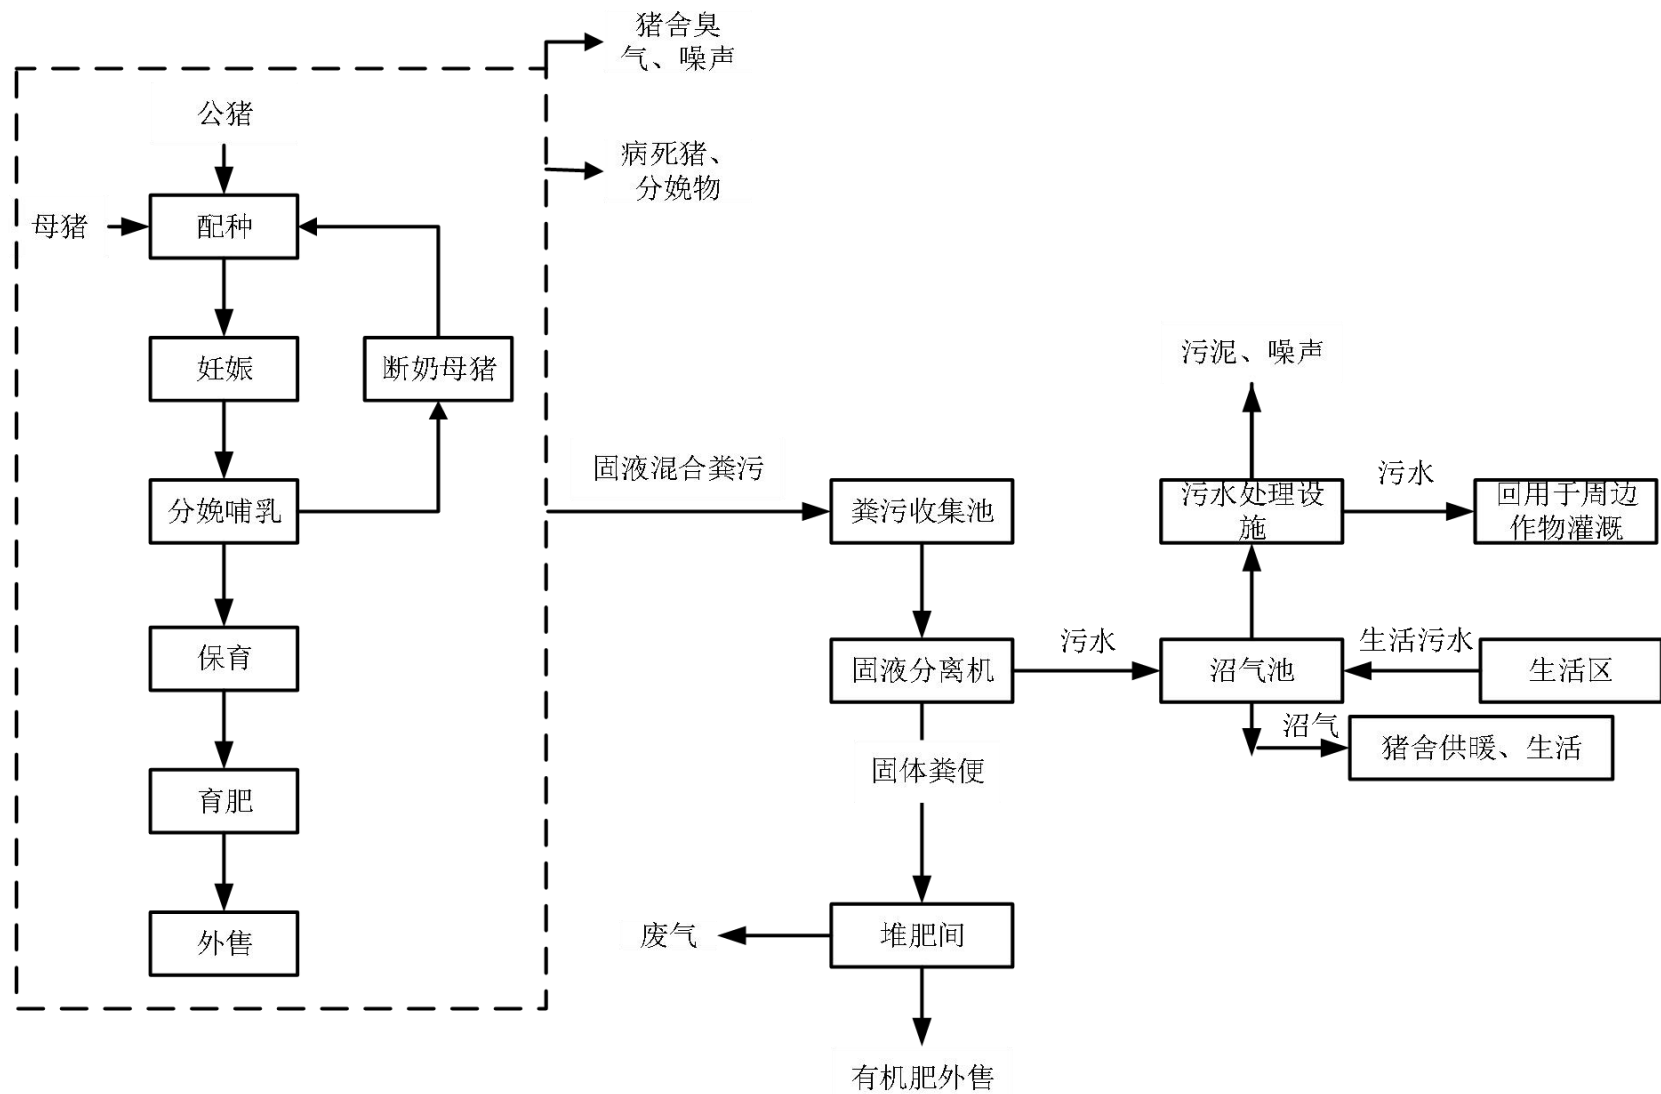 猪舍臭
气、噪声
公猪
病死猪、
分娩物
母猪
配种
妊娠
断奶母猪
污泥、噪声
固液混合粪污
污水
分娩哺乳
粪污收集池
污水处理设
施
回用于周边
作物灌溉
保育
固液分离机
污水
沼气池
生活污水
生活区
沼气
猪舍供暖、生活
固体粪便
育肥
外售
废气
堆肥间
有机肥外售